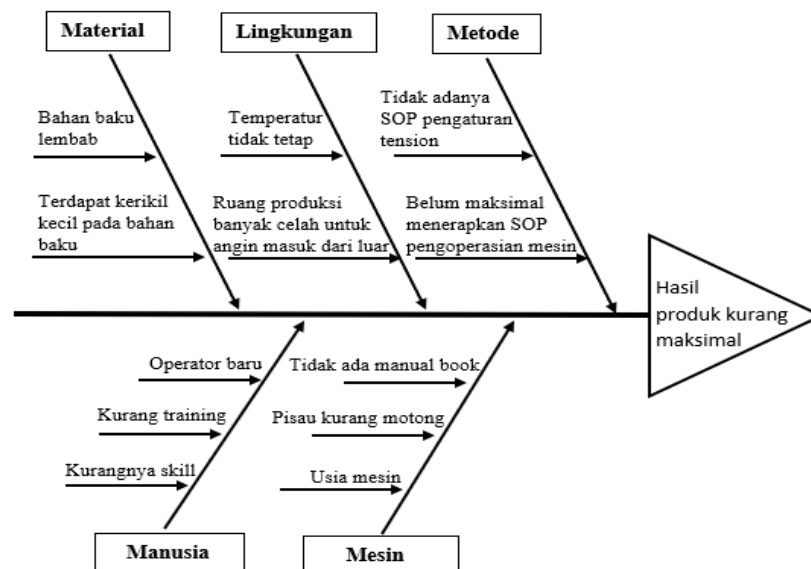 Material
Lingkungan
Metode
Bahan baku
lembab
Temperatur
tidak tetap
Tidak adanya
SOP pengaturan
tension
Terdapat kerikil
kecil pada bahan
baku
Ruang produksi
banyak celah untuk
angin masuk dari luar
Belum maksimal
menerapkan SOP
pengoperasian mesin
Hasil
produk kurang
maksimal
Operator baru
Kurang training
Kurangnya skill
Tidak ada manual book
Pisau kurang motong
Usia mesin
Manusia
Mesin